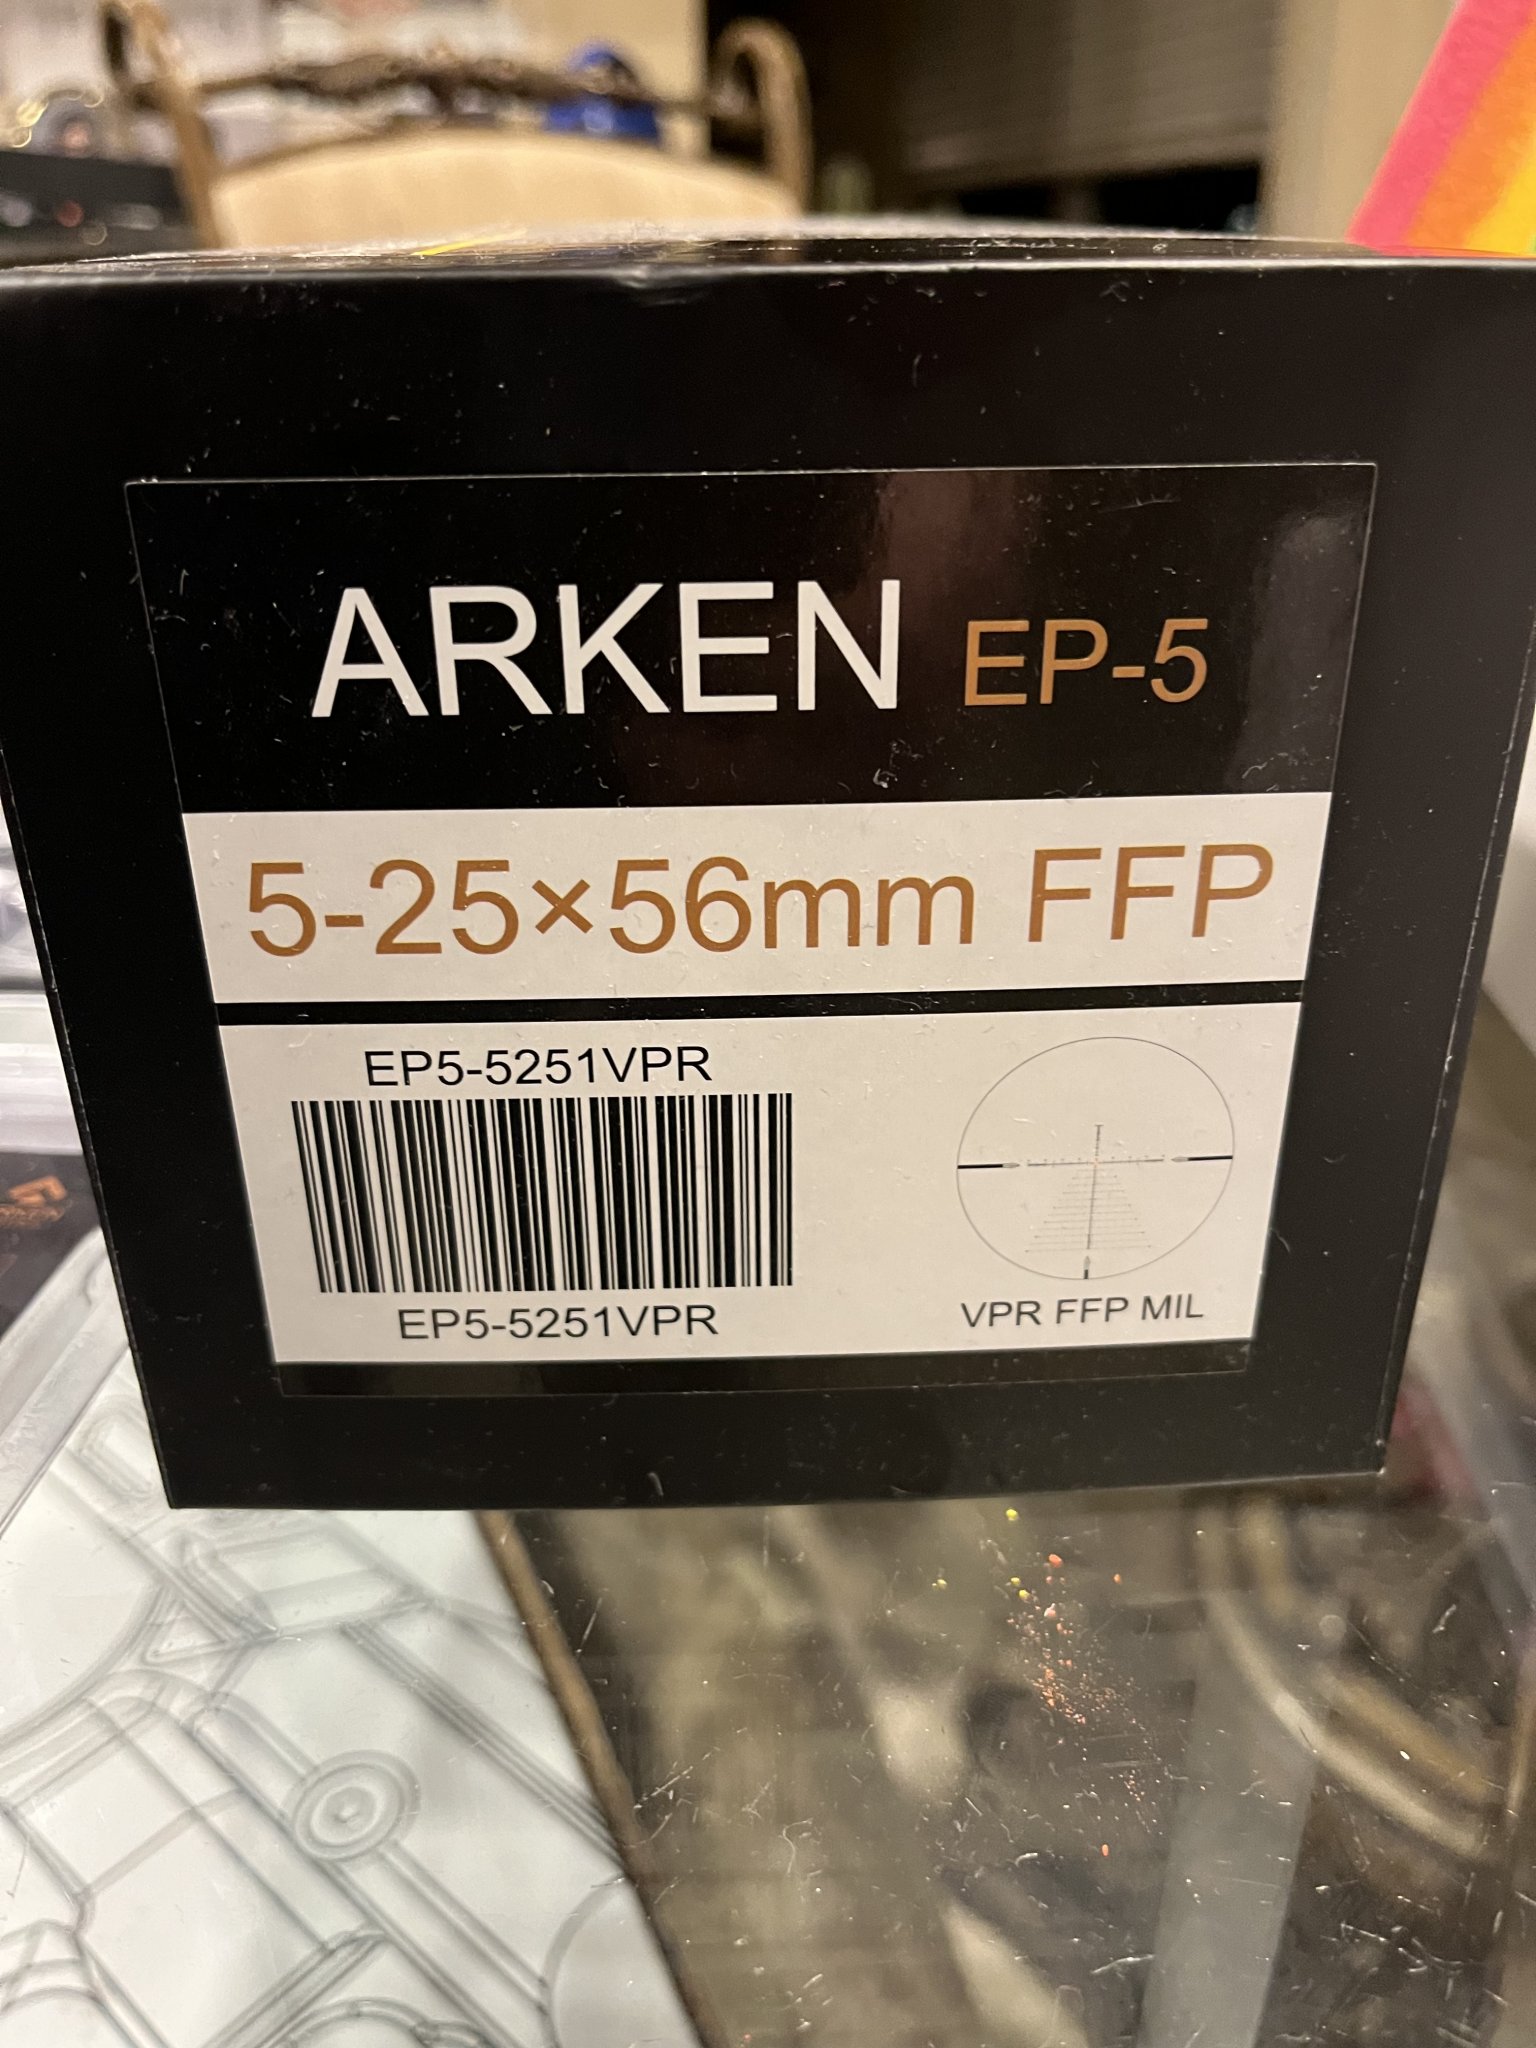 ARKEN EP-5
5-25×56mm FFP
EP5-5251VPR
EP5-5251VPR
VPR FFP MIL